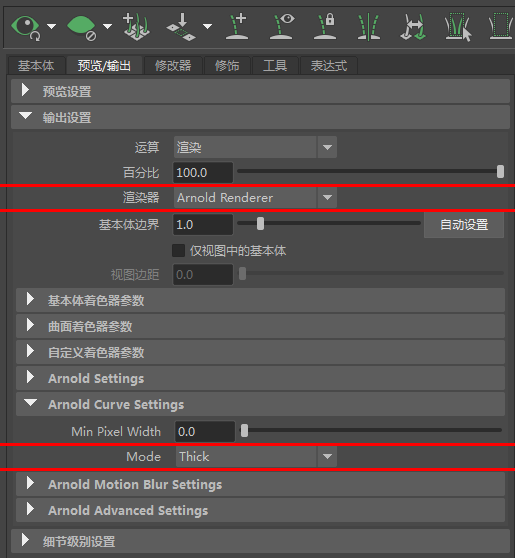 基本体 预览/输出 修改器 修饰 工具 表达式
预览设置
输出设置
运算 渲染
百分比 100.0
渲染器 Arnold Renderer
基本体边界 1.0 自动设置
仅视图中的基本体
视图边距 0.0
基本体着色器参数
曲面着色器参数
自定义着色器参数
Arnold Settings
Arnold Curve Settings
Min Pixel Width 0.0
Mode Thick
Arnold Motion Blur Settings
Arnold Advanced Settings
细节级别设置